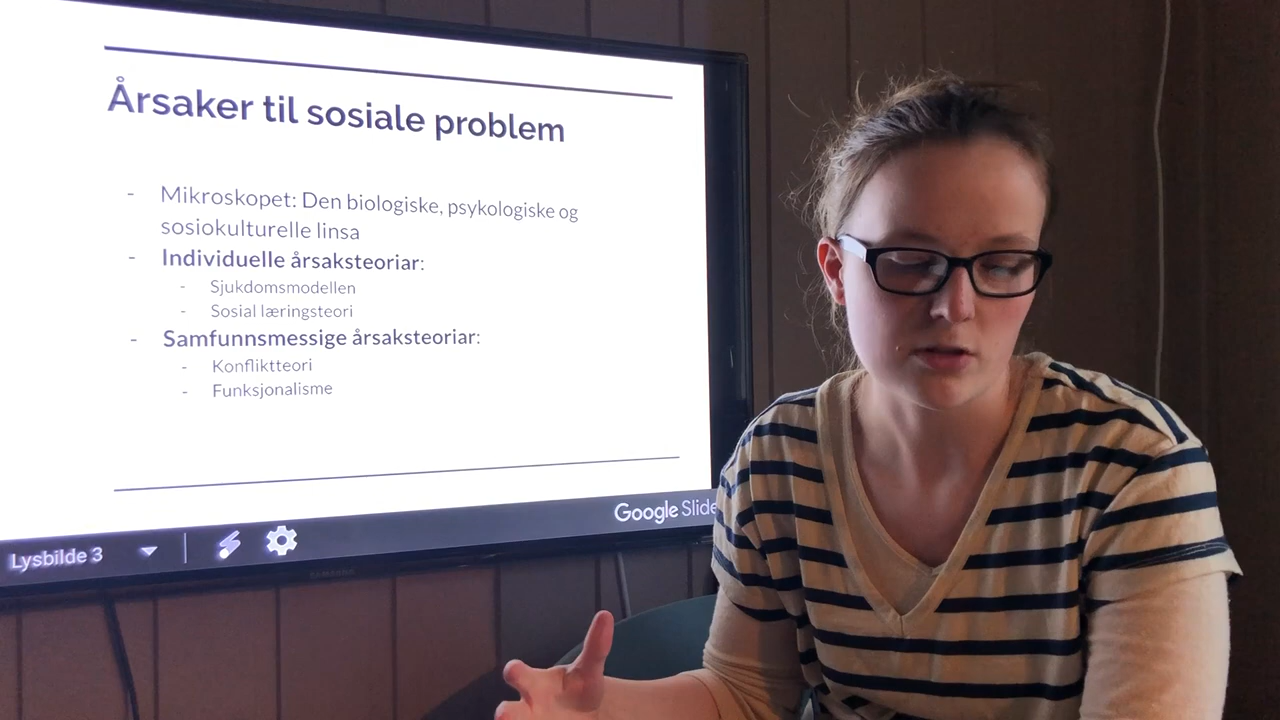 Årsaker til sosiale problem
- Mikroskopet: Den biologiske, psykologiske og
sosiokulturelle linsa
- Individuelle årsaksteoriar:
- Sjukdomsmodellen
- Sosial læringsteori
- Samfunnsmessige årsaksteoriar:
- Konfliktteori
- Funksjonalisme
Google Slide
Lysbilde 3
SAMSUNG